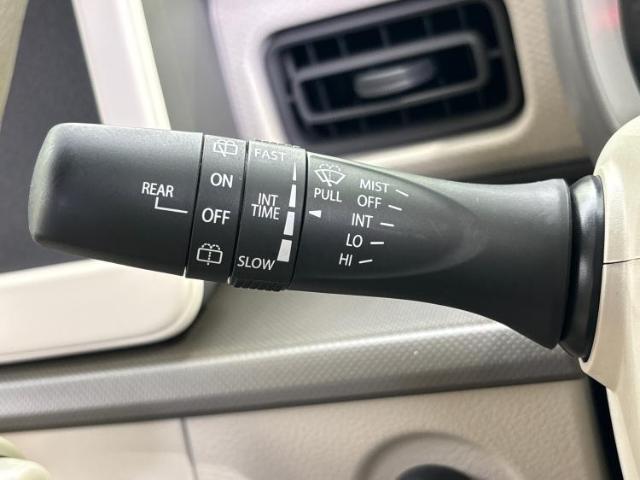 REAR
ON
OFF
FAST
INT
TIME
SLOW
PULL
MIST
OFF
INT
LO
HI